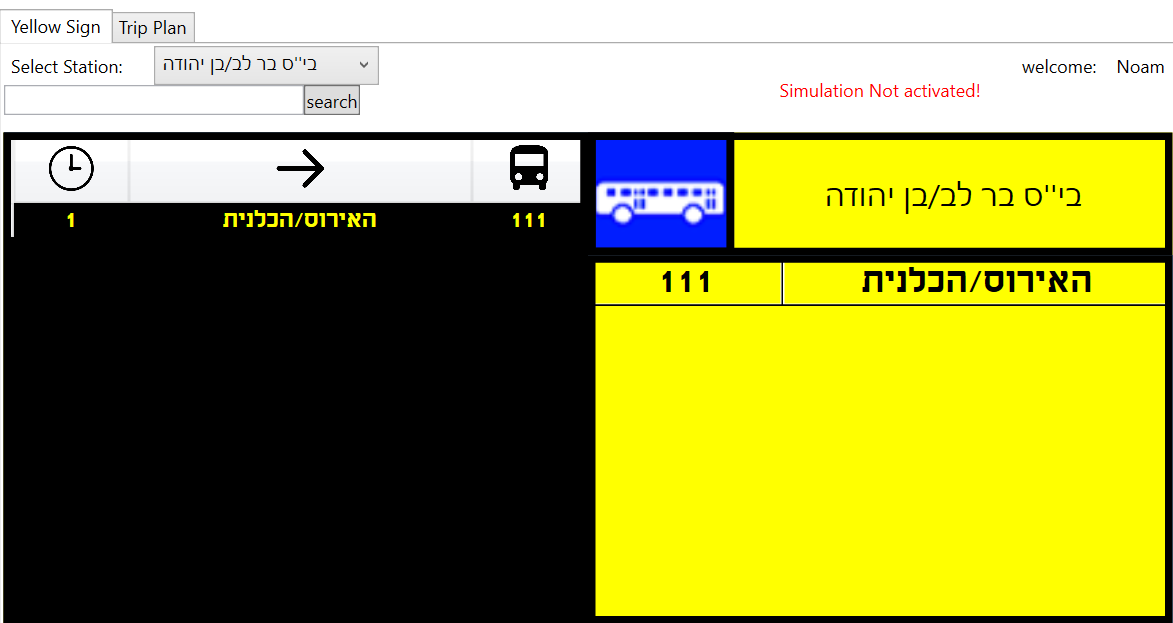 Yellow Sign Trip Plan
Select Station: בי''ס בר לב/בן יהודה
welcome: Noam
search
Simulation Not activated!
1 האירוס/הכלנית 111
בי''ס בר לב/בן יהודה
111 האירוס/הכלנית